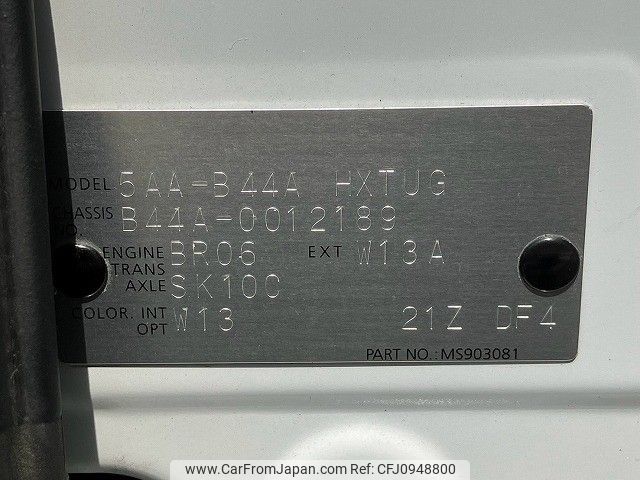 MODEL 5AA-B44A HXTUG
CHASSIS NO. B44A-0012189
ENGINE BR06 EXT W13A
TRANS AXLE SK10C
COLOR. INT OPT W13 21Z DF4
PART NO.: MS903081
www.CarFromJapan.com | REF No. CFJ0948800